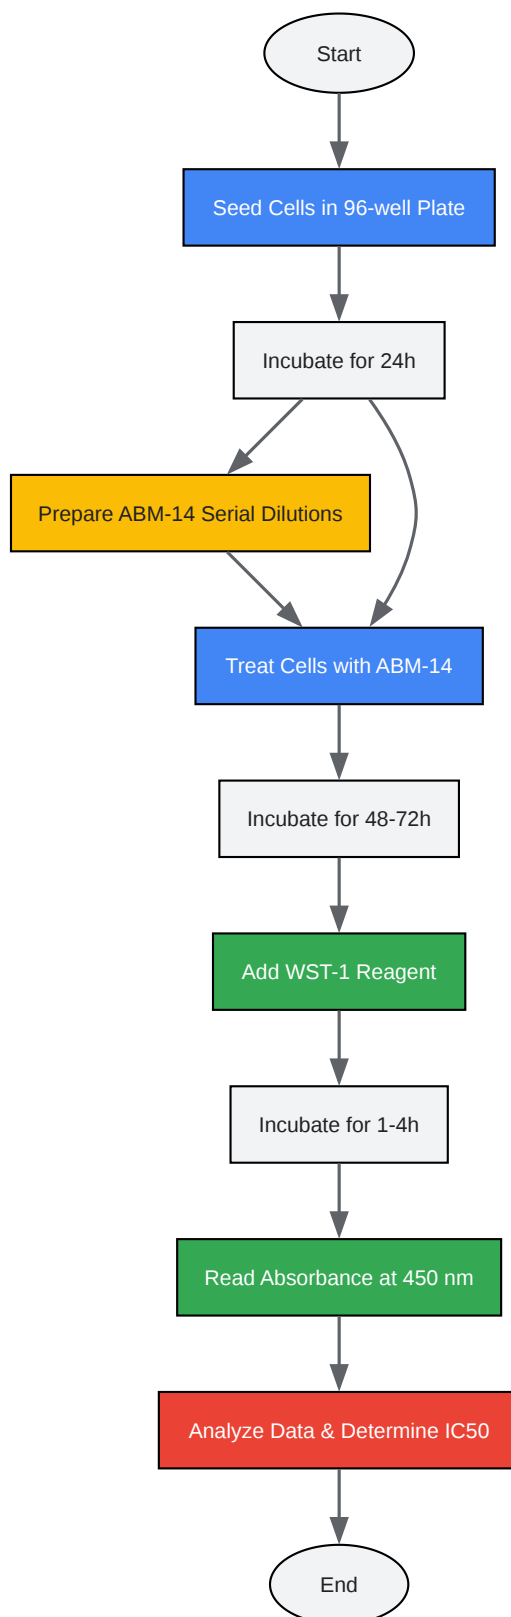 Start
Seed Cells in 96-well Plate
Incubate for 24h
Prepare ABM-14 Serial Dilutions
Treat Cells with ABM-14
Incubate for 48-72h
Add WST-1 Reagent
Incubate for 1-4h
Read Absorbance at 450 nm
Analyze Data & Determine IC50
End